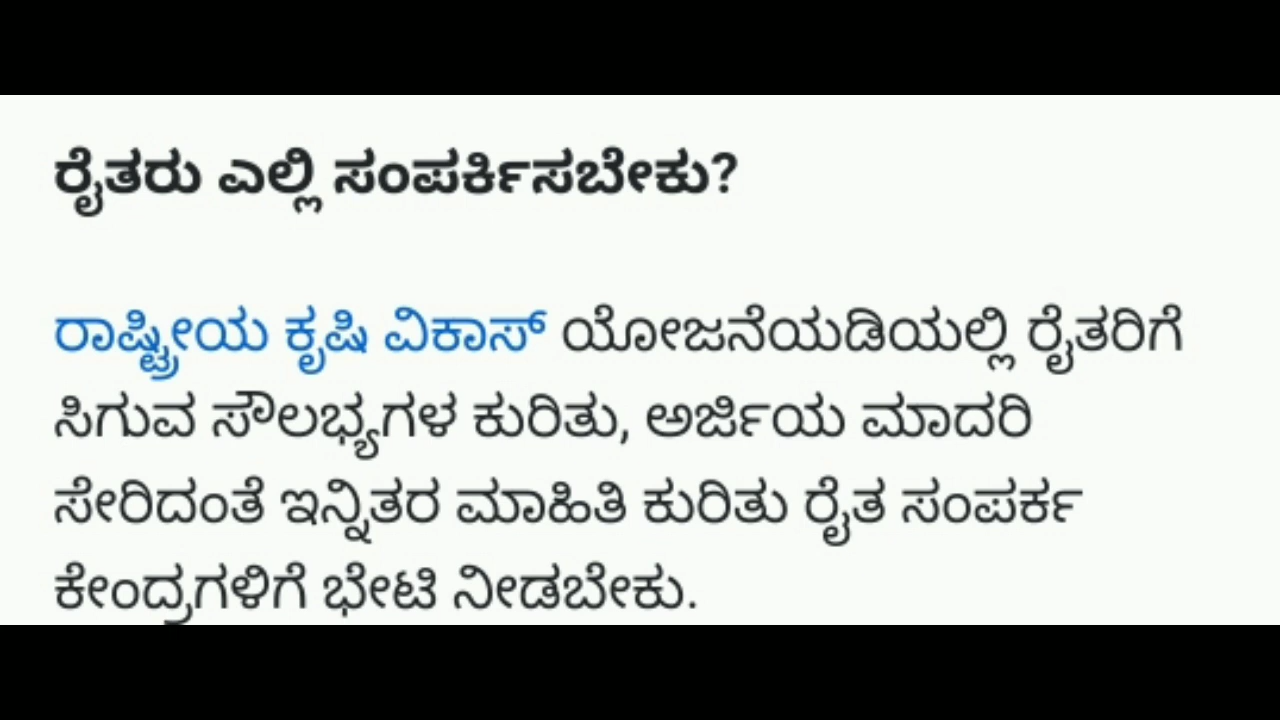 ರೈತರು ಎಲ್ಲಿ ಸಂಪರ್ಕಿಸಬೇಕು?
ರಾಷ್ಟ್ರೀಯ ಕೃಷಿ ವಿಕಾಸ್ ಯೋಜನೆಯಡಿಯಲ್ಲಿ ರೈತರಿಗೆ
ಸಿಗುವ ಸೌಲಭ್ಯಗಳ ಕುರಿತು, ಅರ್ಜಿಯ ಮಾದರಿ
ಸೇರಿದಂತೆ ಇನ್ನಿತರ ಮಾಹಿತಿ ಕುರಿತು ರೈತ ಸಂಪರ್ಕ
ಕೇಂದ್ರಗಳಿಗೆ ಭೇಟಿ ನೀಡಬೇಕು.